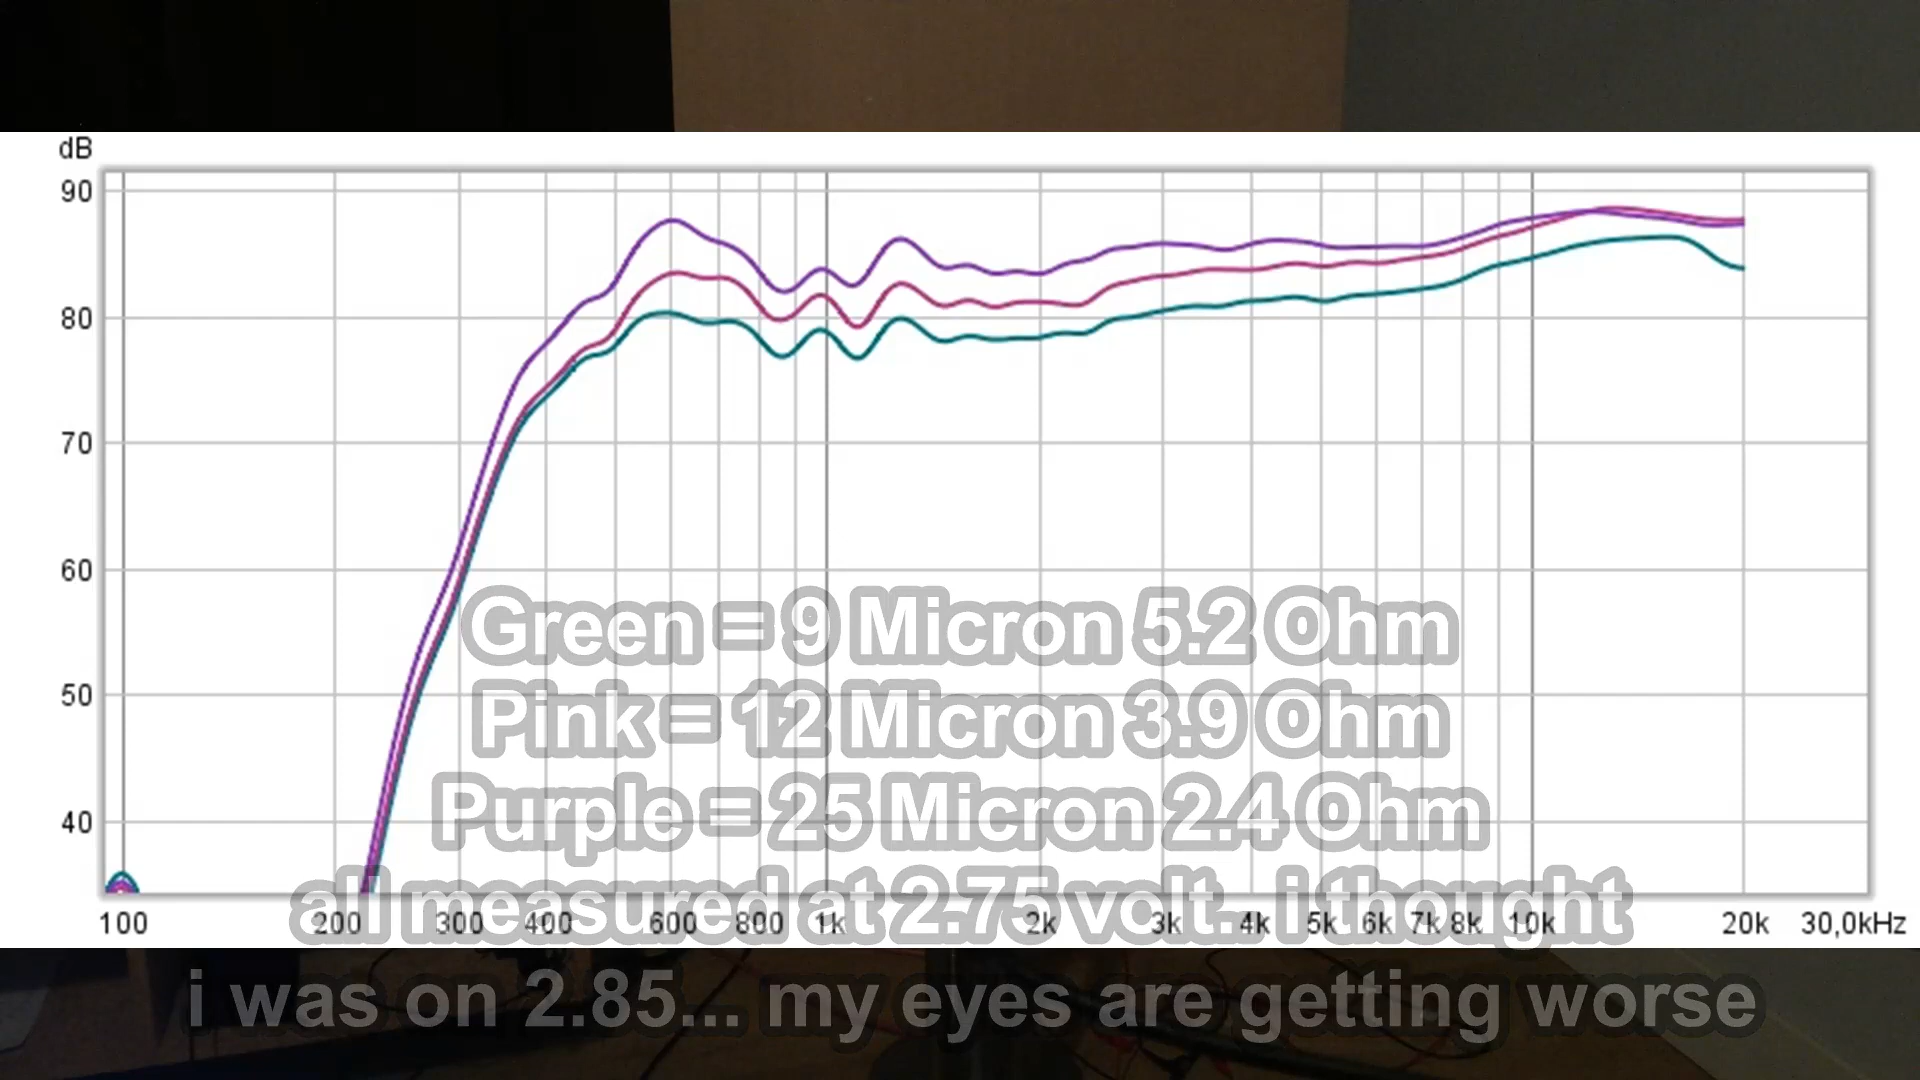 dB
90
80
70
60
50
40
100 200 300 400 600 800 1k 2k 3k 4k 5k 6k 7k 8k 10k 20k 30,0kHz
Green = 9 Micron 5.2 Ohm
Pink = 12 Micron 3.9 Ohm
Purple = 25 Micron 2.4 Ohm
all measured at 2.75 volt.. i thought
i was on 2.85... my eyes are getting worse